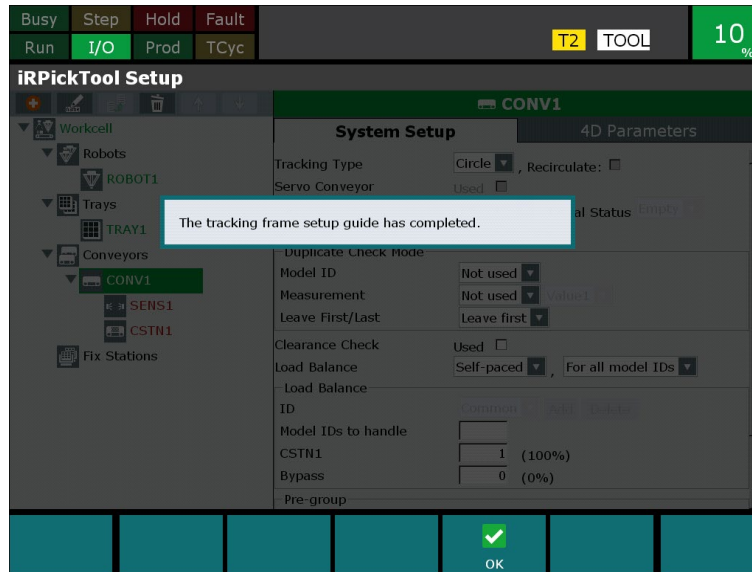 Busy Step Hold Fault
Run I/O Prod TCyc
T2 TOOL
10 %
iRPickTool Setup
CONV1
Workcell
Robots
ROBOT1
Trays
TRAY1
Conveyors
CONV1
SENS1
CSTN1
Fix Stations
System Setup 4D Parameters
Tracking Type Circle , Recirculate:
Servo Conveyor Used
al Status Empty
The tracking frame setup guide has completed.
Duplicate Check Mode
Model ID Not used
Measurement Not used Value1
Leave First/Last Leave first
Clearance Check Used
Load Balance Self-paced , For all model IDs
Load Balance
ID Common Add Delete
Model IDs to handle
CSTN1 1 (100%)
Bypass 0 (0%)
Pre-group
OK